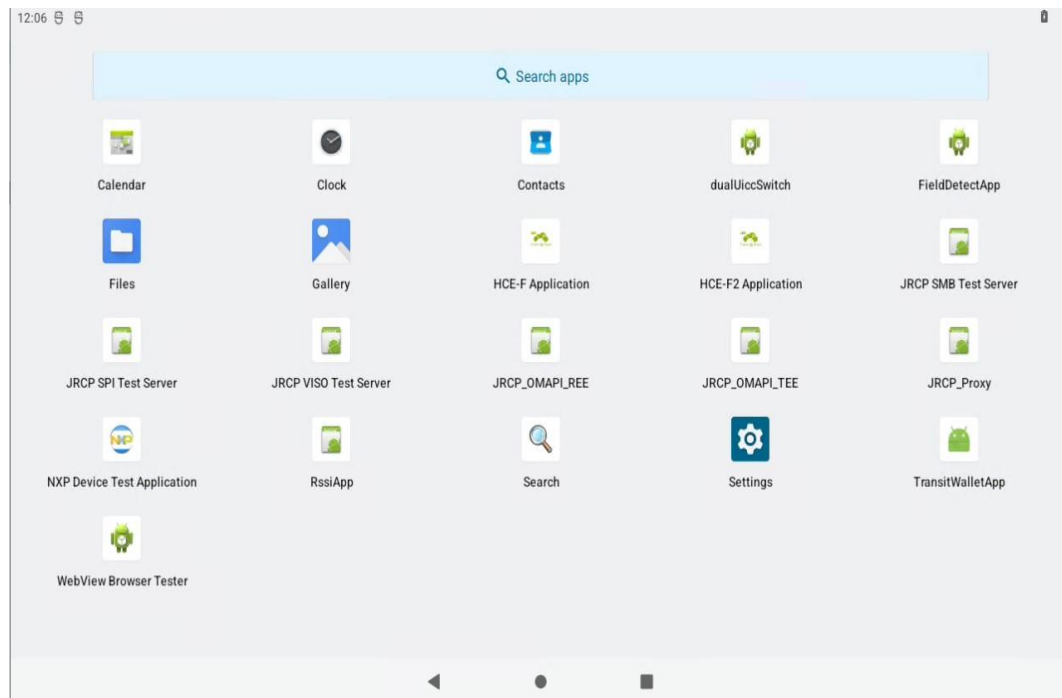 12:06
Search apps
Calendar
Clock
Contacts
dualUiccSwitch
FieldDetectApp
Files
Gallery
HCE-F Application
HCE-F2 Application
JRCP SMB Test Server
JRCP SPI Test Server
JRCP VISO Test Server
JRCP_OMAPI_REE
JRCP_OMAPI_TEE
JRCP_Proxy
NXP
NXP Device Test Application
RssiApp
Search
Settings
TransitWalletApp
WebView Browser Tester